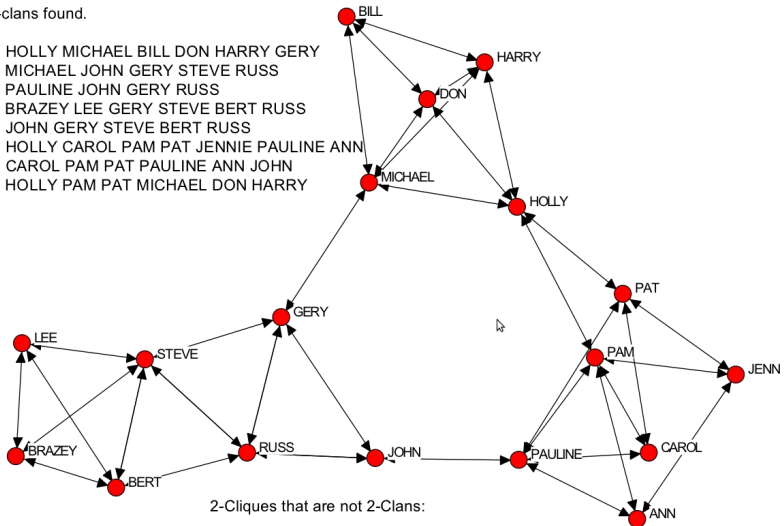 -clans found.
HOLLY MICHAEL BILL DON HARRY GERY
MICHAEL JOHN GERY STEVE RUSS
PAULINE JOHN GERY RUSS
BRAZEY LEE GERY STEVE BERT RUSS
JOHN GERY STEVE BERT RUSS
HOLLY CAROL PAM PAT JENNIE PAULINE ANN
CAROL PAM PAT PAULINE ANN JOHN
HOLLY PAM PAT MICHAEL DON HARRY
BILL
HARRY
DON
MICHAEL
HOLLY
PAT
GERY
LEE
STEVE
PAM
JENN
BRAZEY
RUSS
JOHN
PAULINE
CAROL
BERT
2-Cliques that are not 2-Clans:
ANN